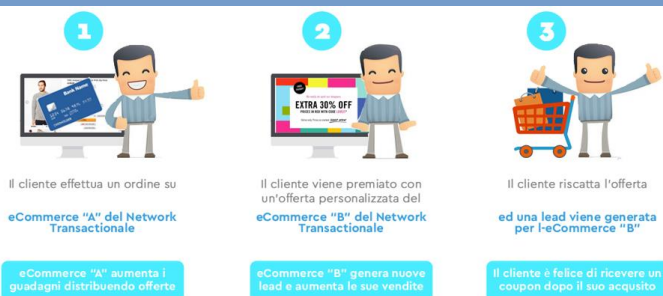 1
2
3
Bank Name
EXTRA 30% OFF
Il cliente effettua un ordine su
eCommerce "A" del Network
Transactionale
eCommerce "A" aumenta i
guadagni distribuendo offerte
Il cliente viene premiato con
un'offerta personalizzata del
eCommerce "B" del Network
Transactionale
eCommerce "B" genera nuove
lead e aumenta le sue vendite
Il cliente riscatta l'offerta
ed una lead viene generata
per l-eCommerce "B"
Il cliente è felice di ricevere un
coupon dopo il suo acqusito